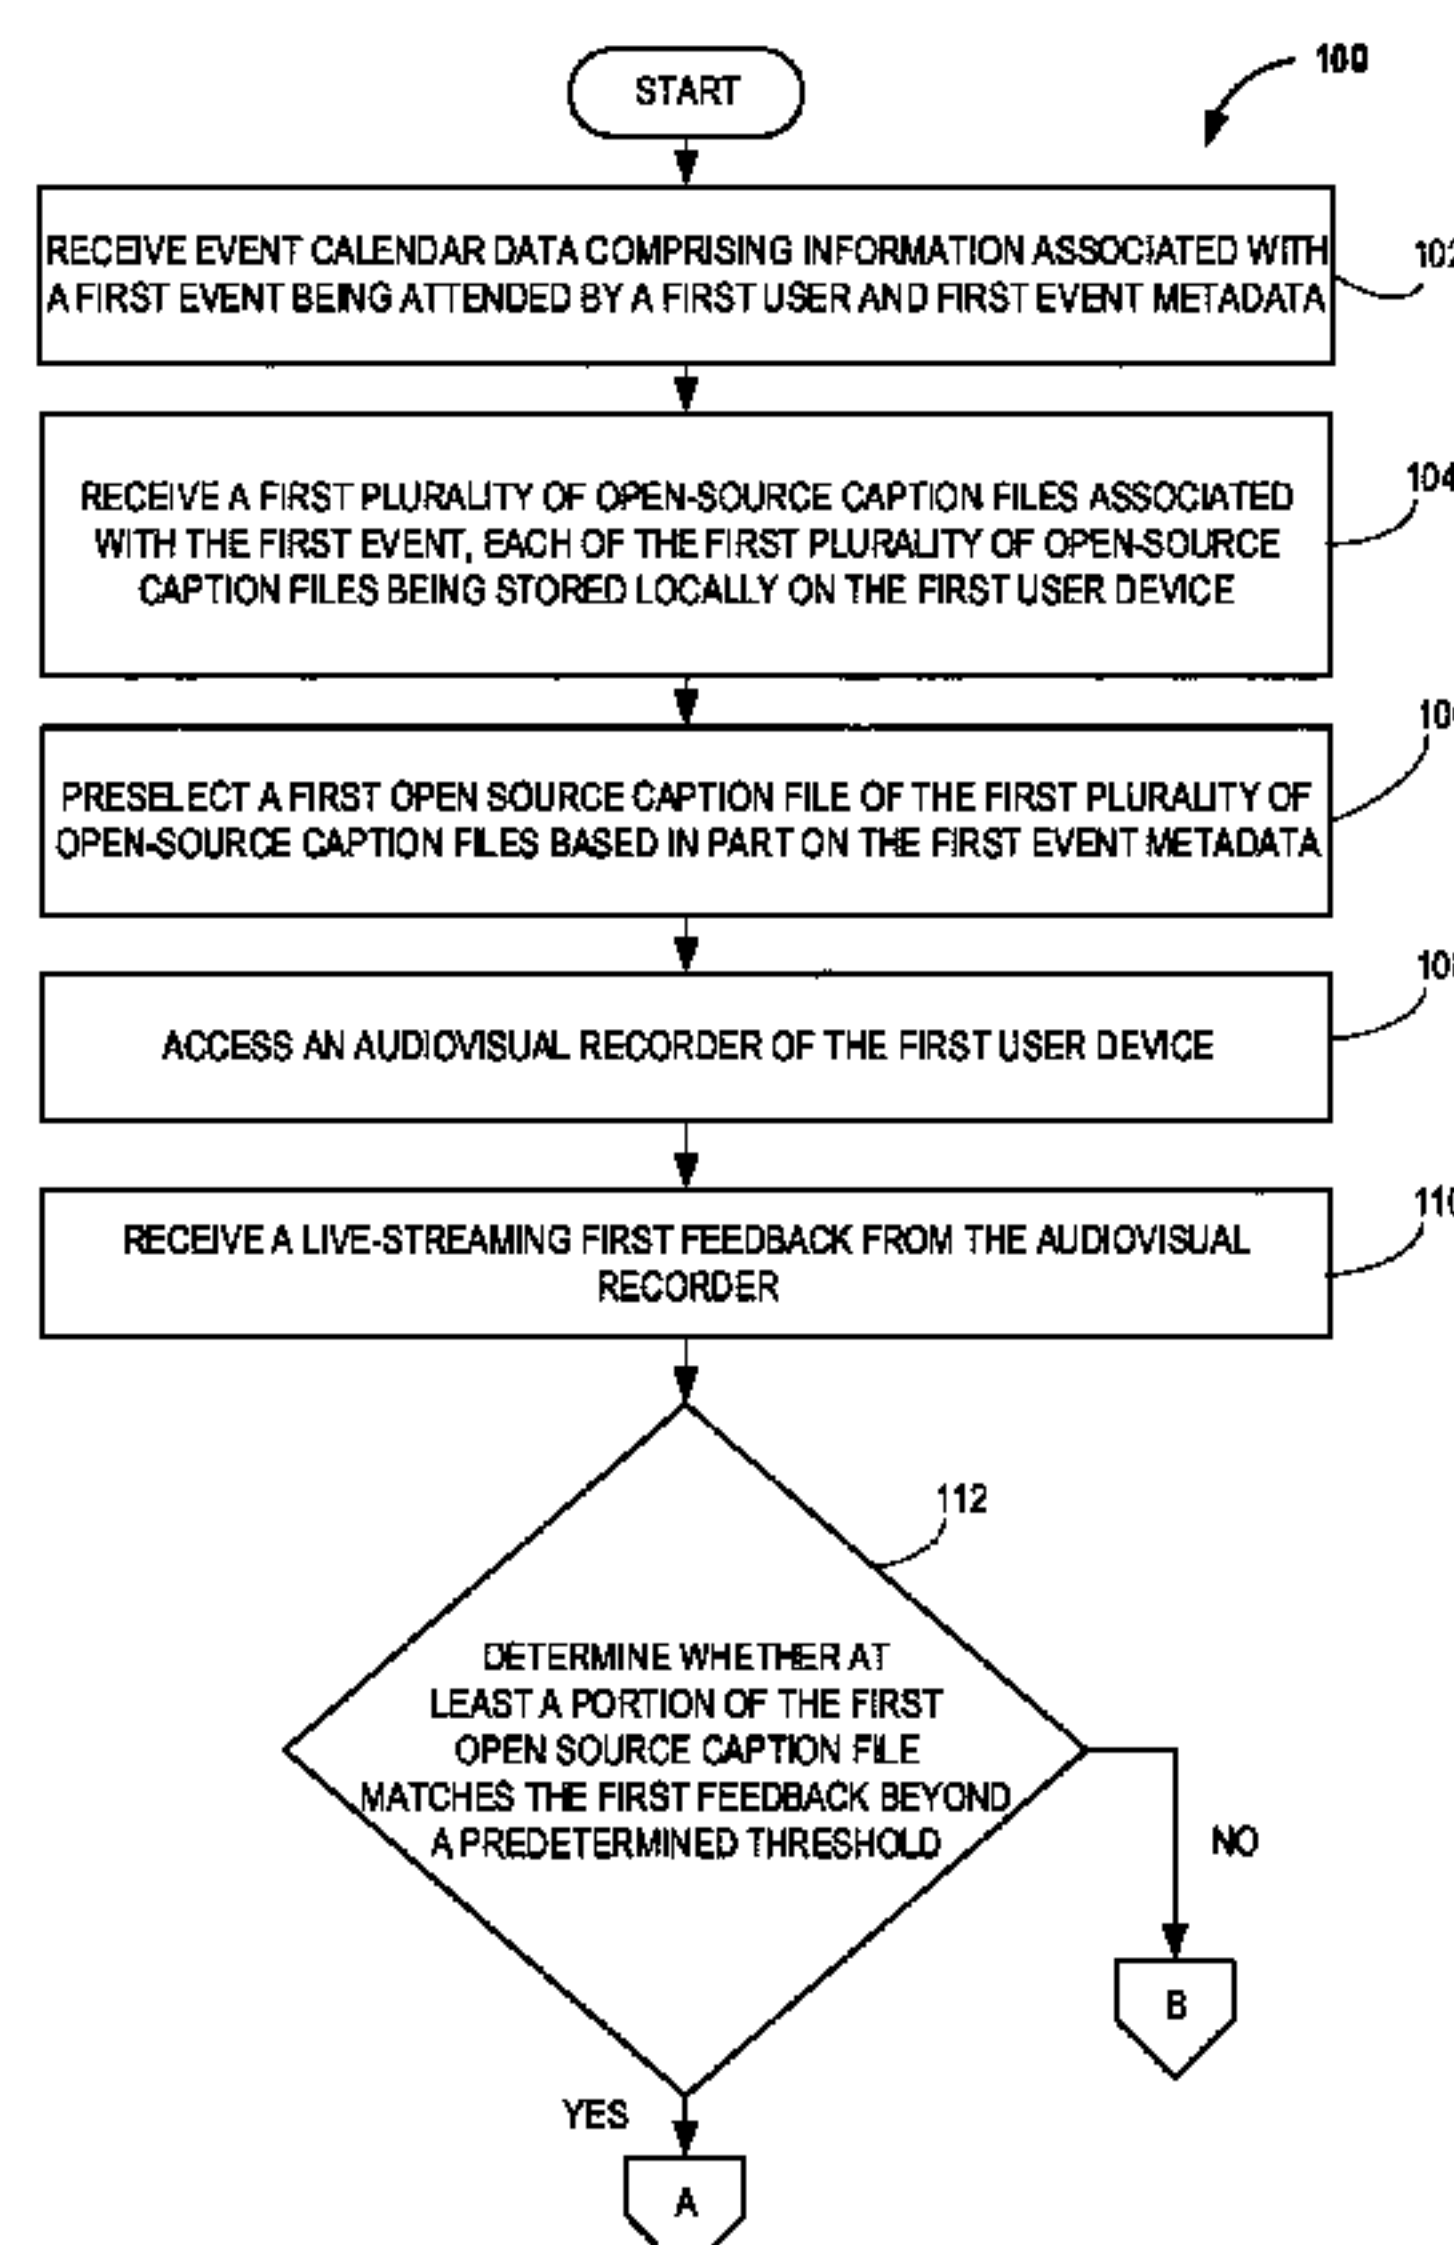 START
100
RECEIVE EVENT CALENDAR DATA COMPRISING INFORMATION ASSOCIATED WITH
A FIRST EVENT BEING ATTENDED BY A FIRST USER AND FIRST EVENT METADATA
102
RECEIVE A FIRST PLURALITY OF OPEN-SOURCE CAPTION FILES ASSOCIATED
WITH THE FIRST EVENT, EACH OF THE FIRST PLURALITY OF OPEN-SOURCE
CAPTION FILES BEING STORED LOCALLY ON THE FIRST USER DEVICE
104
PRESELECT A FIRST OPEN SOURCE CAPTION FILE OF THE FIRST PLURALITY OF
OPEN-SOURCE CAPTION FILES BASED IN PART ON THE FIRST EVENT METADATA
ACCESS AN AUDIOVISUAL RECORDER OF THE FIRST USER DEVICE
RECEIVE A LIVE-STREAMING FIRST FEEDBACK FROM THE AUDIOVISUAL
RECORDER
110
112
DETERMINE WHETHER AT
LEAST A PORTION OF THE FIRST
OPEN SOURCE CAPTION FILE
MATCHES THE FIRST FEEDBACK BEYOND
A PREDETERMINED THRESHOLD
NO
B
YES
A